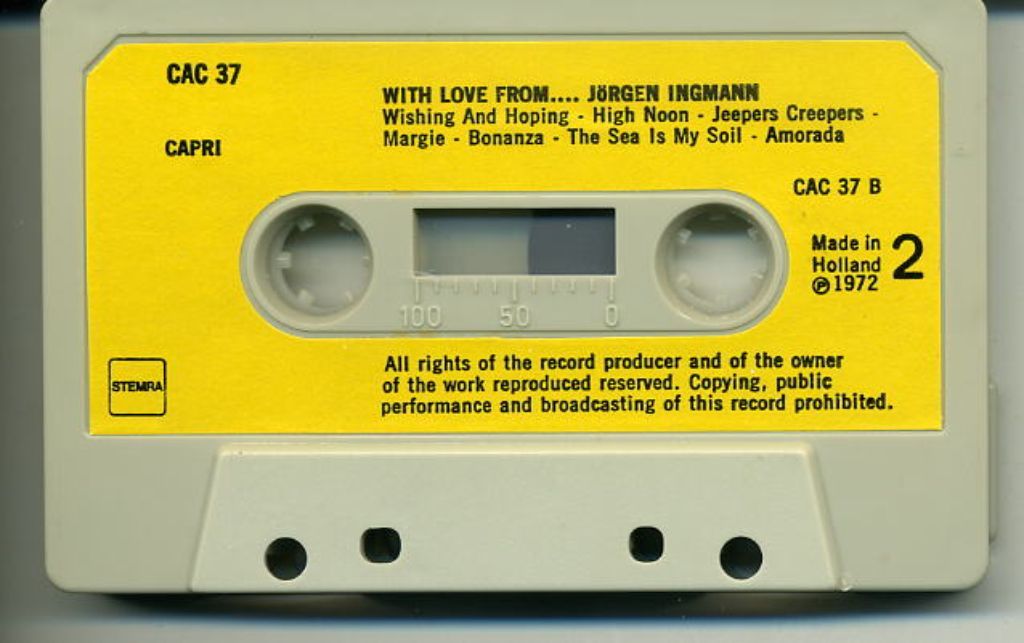 CAC 37
CAPRI
WITH LOVE FROM.... JÖRGEN INGMANN
Wishing And Hoping - High Noon - Jeepers Creepers -
Margie - Bonanza - The Sea Is My Soil - Amorada
CAC 37 B
Made in
Holland
℗ 1972
2
100 50 0
STEMRA
All rights of the record producer and of the owner
of the work reproduced reserved. Copying, public
performance and broadcasting of this record prohibited.